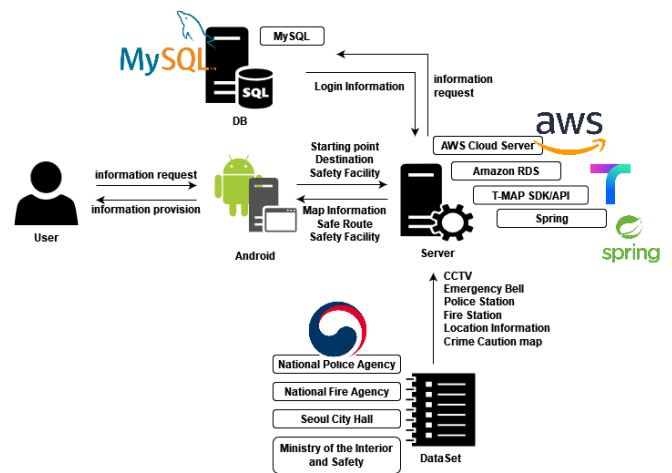 MySQL
MySQL
SQL
DB
Login Information
information
request
aws
AWS Cloud Server
Amazon RDS
T-MAP SDK/API
Spring
spring
Server
Starting point
Destination
Safety Facility
Map Information
Safe Route
Safety Facility
information request
information provision
User
Android
CCTV
Emergency Bell
Police Station
Fire Station
Location Information
Crime Caution map
National Police Agency
National Fire Agency
Seoul City Hall
Ministry of the Interior
and Safety
DataSet